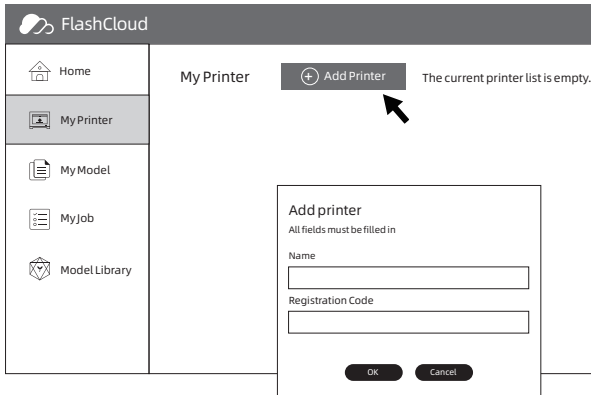 FlashCloud
Home
My Printer
My Model
My Job
Model Library
My Printer
Add Printer
The current printer list is empty.
Add printer
All fields must be filled in
Name
Registration Code
OK
Cancel